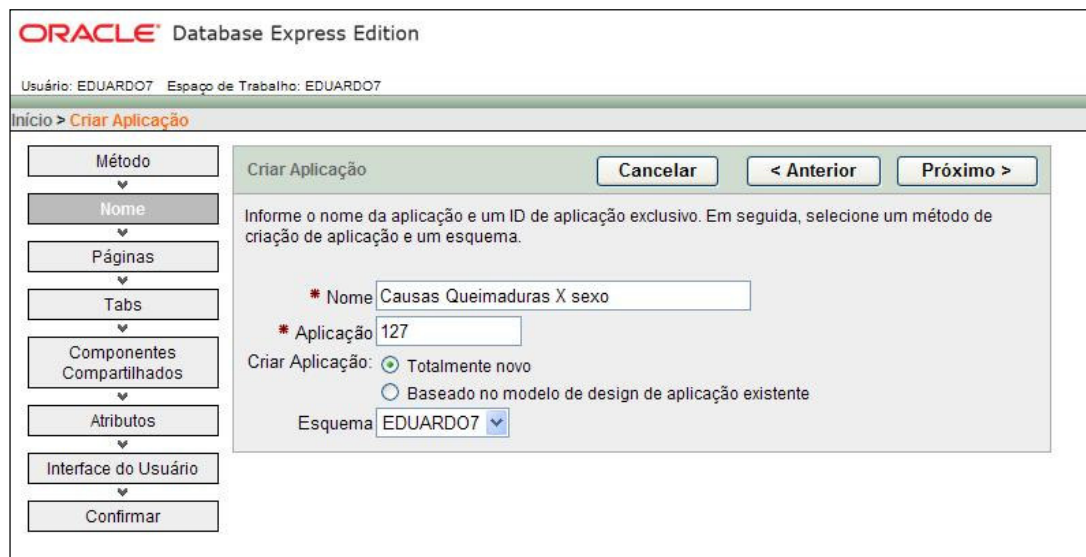 ORACLE Database Express Edition
Usuário: EDUARDO7 Espaço de Trabalho: EDUARDO7
Início > Criar Aplicação
Método
Nome
Páginas
Tabs
Componentes
Compartilhados
Atributos
Interface do Usuário
Confirmar
Criar Aplicação
Cancelar
< Anterior
Próximo >
Informe o nome da aplicação e um ID de aplicação exclusivo. Em seguida, selecione um método de
criação de aplicação e um esquema.
* Nome Causas Queimaduras X sexo
* Aplicação 127
Criar Aplicação: Totalmente novo
Baseado no modelo de design de aplicação existente
Esquema EDUARDO7